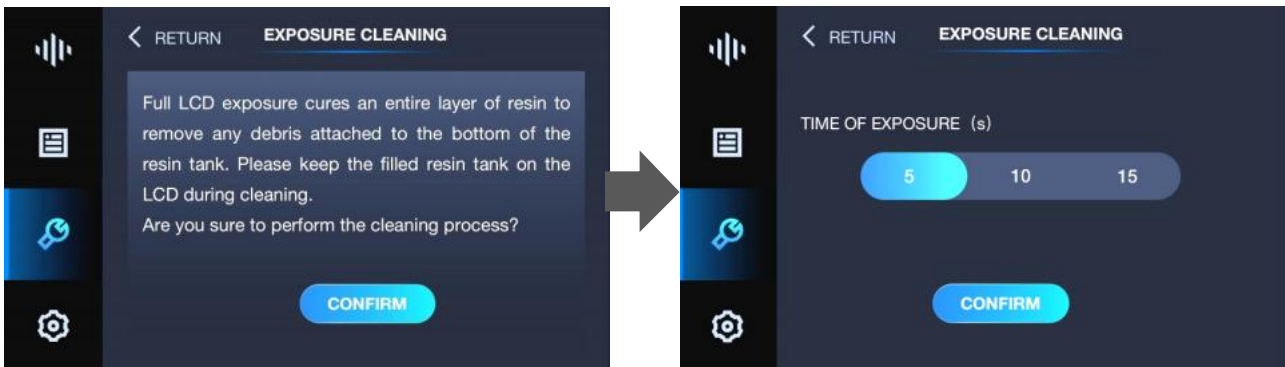 RETURN EXPOSURE CLEANING
Full LCD exposure cures an entire layer of resin to
remove any debris attached to the bottom of the
resin tank. Please keep the filled resin tank on the
LCD during cleaning.
Are you sure to perform the cleaning process?
CONFIRM
RETURN EXPOSURE CLEANING
TIME OF EXPOSURE (s)
5 10 15
CONFIRM